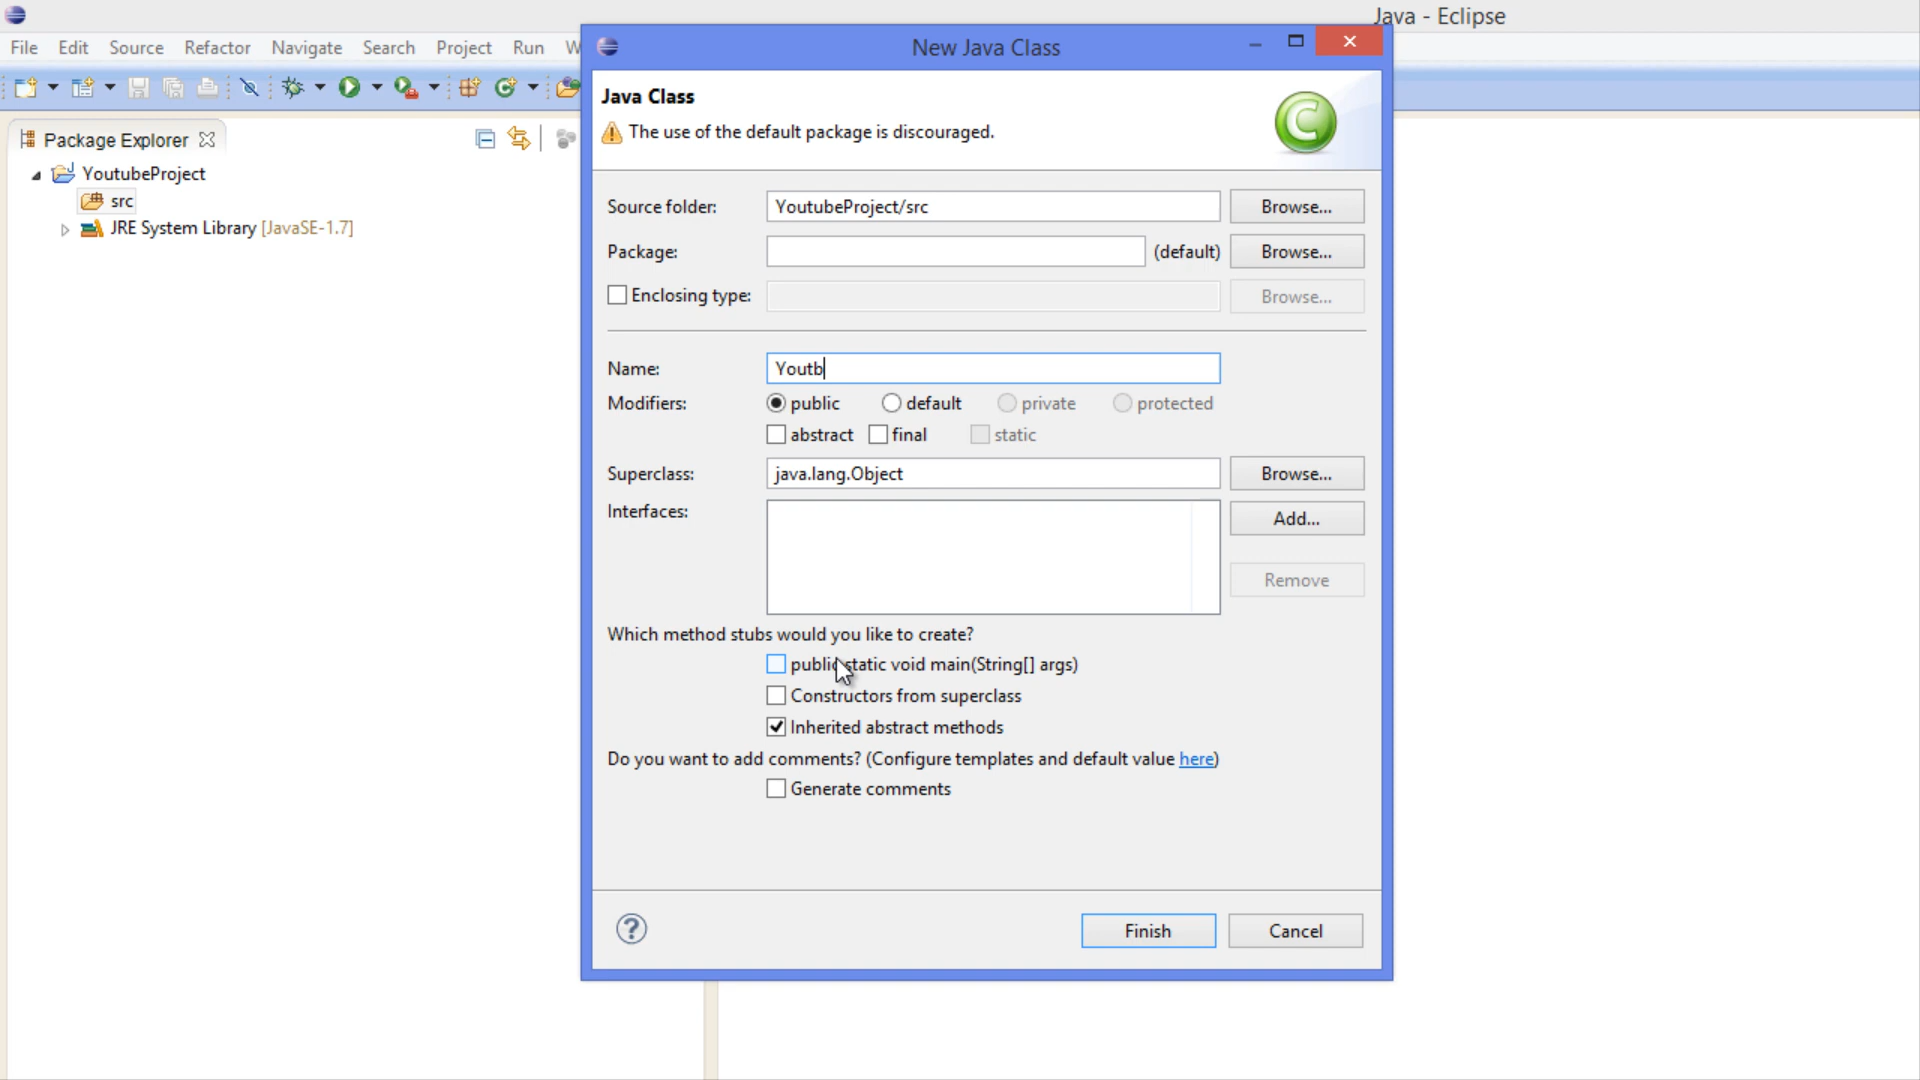 Java - Eclipse
File Edit Source Refactor Navigate Search Project Run W
New Java Class
Package Explorer
YoutubeProject
src
JRE System Library [JavaSE-1.7]
Java Class
The use of the default package is discouraged.
C
Source folder: YoutubeProject/src Browse...
Package: (default) Browse...
Enclosing type: Browse...
Name: Youtb
Modifiers: public default private protected
abstract final static
Superclass: java.lang.Object Browse...
Interfaces: Add...
Remove
Which method stubs would you like to create?
public static void main(String[] args)
Constructors from superclass
Inherited abstract methods
Do you want to add comments? (Configure templates and default value here)
Generate comments
? Finish Cancel